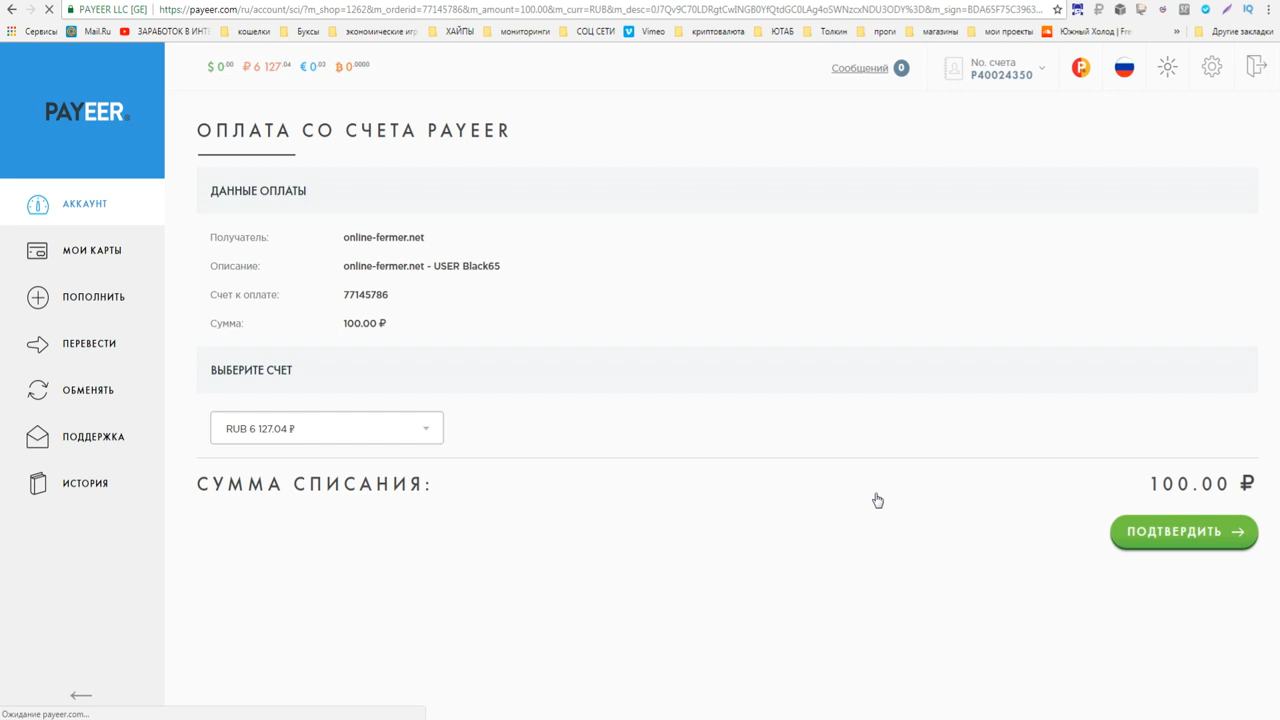 PAYEER LLC [GE] https://payeer.com/ru/account/sci/?m_shop=1262&m_orderid=77145786&m_amount=100.00&m_curr=RUB&m_desc=
Сервисы Mail.Ru ЗАРАБОТОК В ИНТЕ кошелки Буксы экономические игр ХАЙПЫ мониторинги СОЦ СЕТИ Vimeo криптовалюта ЮТАБ Толкин проги магазины мои проекты Южный Холод | Fre » Другие закладки
$ 0.00 ₽ 6 127.04 € 0.03 ₿ 0.0000
Сообщений 0
No. счета
P40024350
PAYEER
ОПЛАТА СО СЧЕТА PAYEER
ДАННЫЕ ОПЛАТЫ
АККАУНТ
Получатель: online-fermer.net
МОИ КАРТЫ
Описание: online-fermer.net - USER Black65
Счет к оплате: 77145786
ПОПОЛНИТЬ
Сумма: 100.00 ₽
ПЕРЕВЕСТИ
ВЫБЕРИТЕ СЧЕТ
ОБМЕНЯТЬ
RUB 6 127.04 ₽
ПОДДЕРЖКА
ИСТОРИЯ
СУММА СПИСАНИЯ: 100.00 ₽
ПОДТВЕРДИТЬ
Ожидание payeer.com...